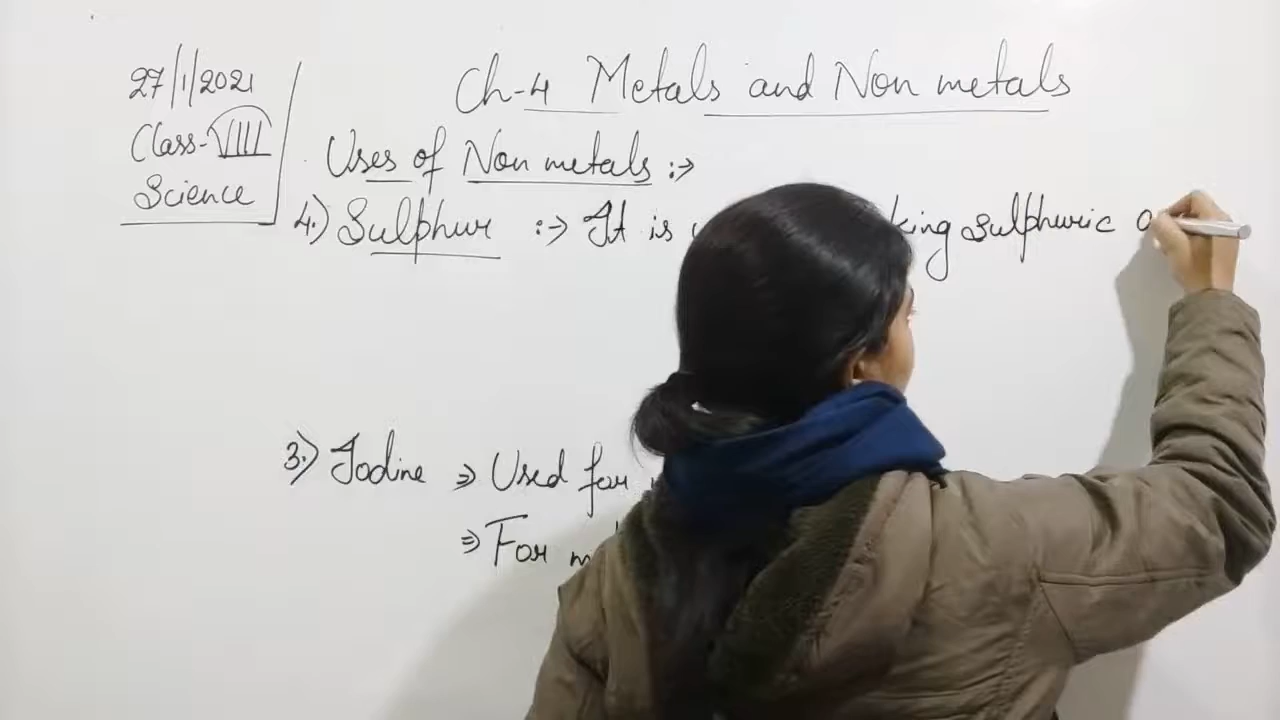 27/1/2021
Class-VIII
Science
Ch-4 Metals and Non metals
Uses of Non metals :->
4.) Sulphur :-> It is king sulphuric
3.) Iodine => Used for
=> For